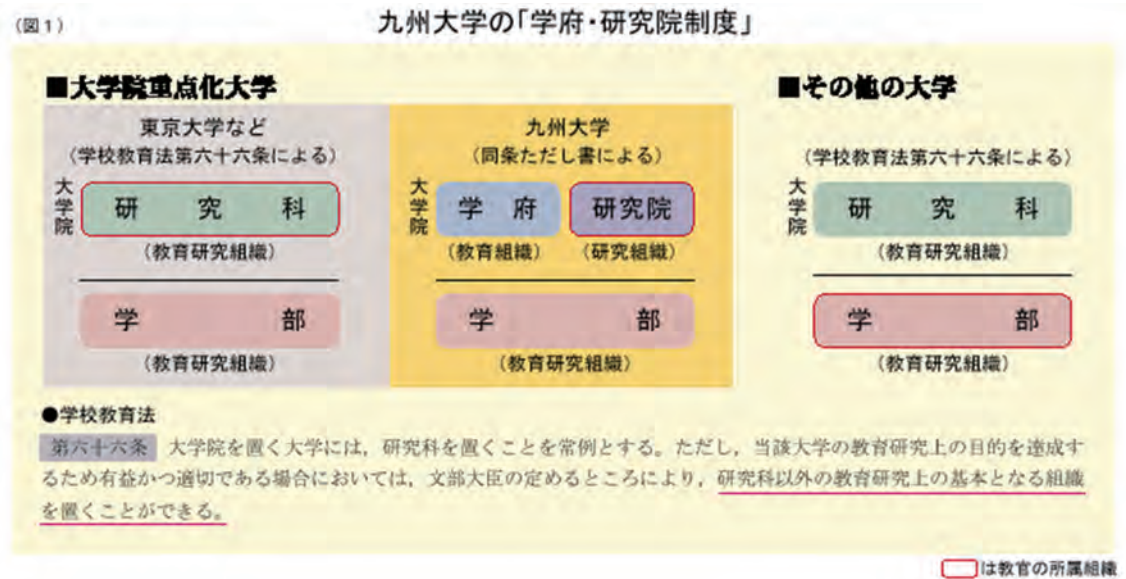 (図1)
九州大学の「学府・研究院制度」
■大学院重点化大学
東京大学など
(学校教育法第六十六条による)
大学院
研究科
(教育研究組織)
学部
(教育研究組織)
九州大学
(同条ただし書による)
大学院
学府
研究院
(教育組織)
(研究組織)
学部
(教育研究組織)
■その他の大学
(学校教育法第六十六条による)
大学院
研究科
(教育研究組織)
学部
(教育研究組織)
●学校教育法
第六十六条 大学院を置く大学には,研究科を置くことを常例とする。ただし,当該大学の教育研究上の目的を達成す
るため有益かつ適切である場合においては,文部大臣の定めるところにより,研究科以外の教育研究上の基本となる組織
を置くことができる。
は教官の所属組織